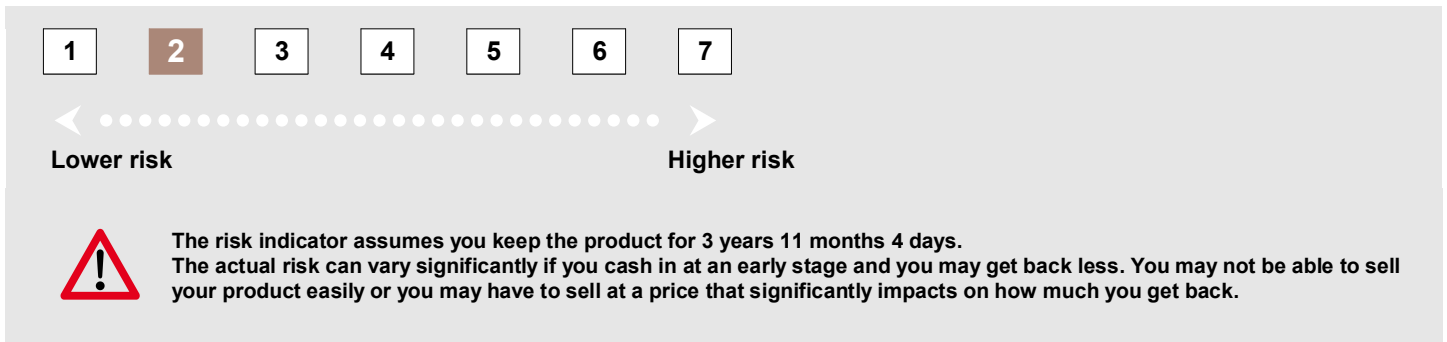 1 2 3 4 5 6 7
Lower risk Higher risk
The risk indicator assumes you keep the product for 3 years 11 months 4 days.
The actual risk can vary significantly if you cash in at an early stage and you may get back less. You may not be able to sell
your product easily or you may have to sell at a price that significantly impacts on how much you get back.